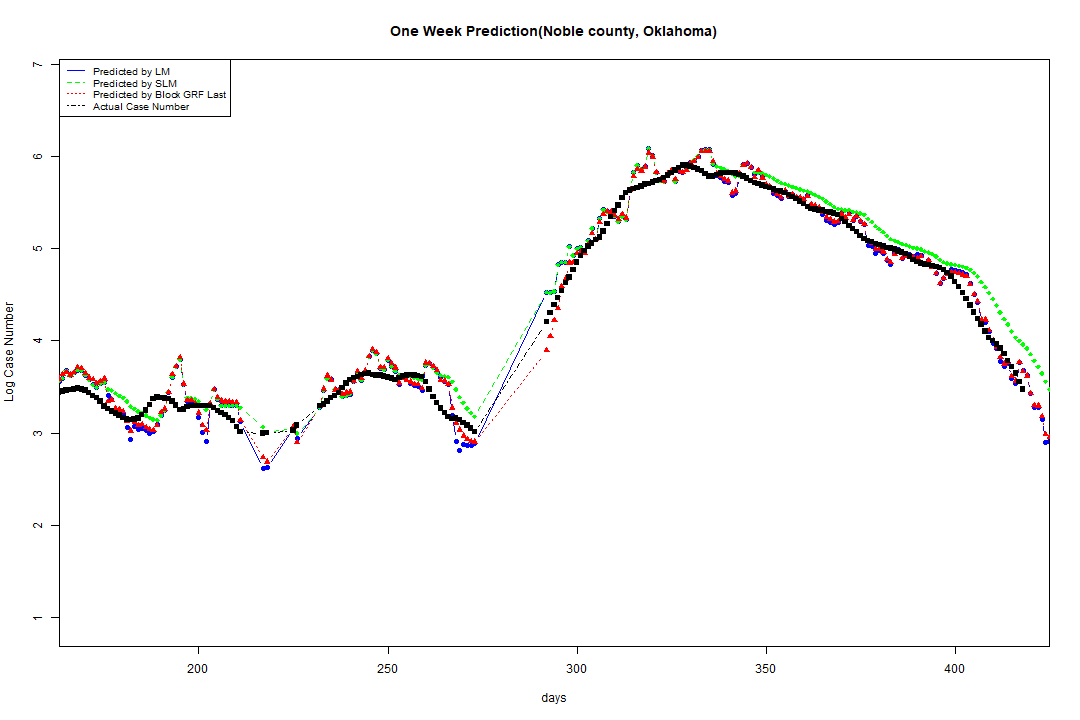 One Week Prediction(Noble county, Oklahoma)
Predicted by LM
Predicted by SLM
Predicted by Block GRF Last
Actual Case Number
Log Case Number
7
6
5
4
3
2
1
200 250 300 350 400
days